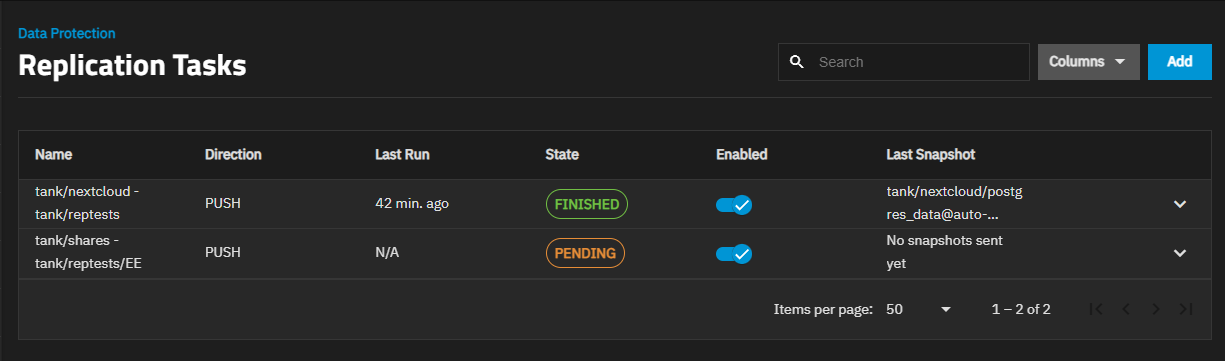 Data Protection
Replication Tasks
Search
Columns
Add
Name Direction Last Run State Enabled Last Snapshot
tank/nextcloud -
tank/reptests
PUSH
42 min. ago
FINISHED
tank/nextcloud/postg
res_data@auto-...
tank/shares -
tank/reptests/EE
PUSH
N/A
PENDING
No snapshots sent
yet
Items per page: 50 1 – 2 of 2